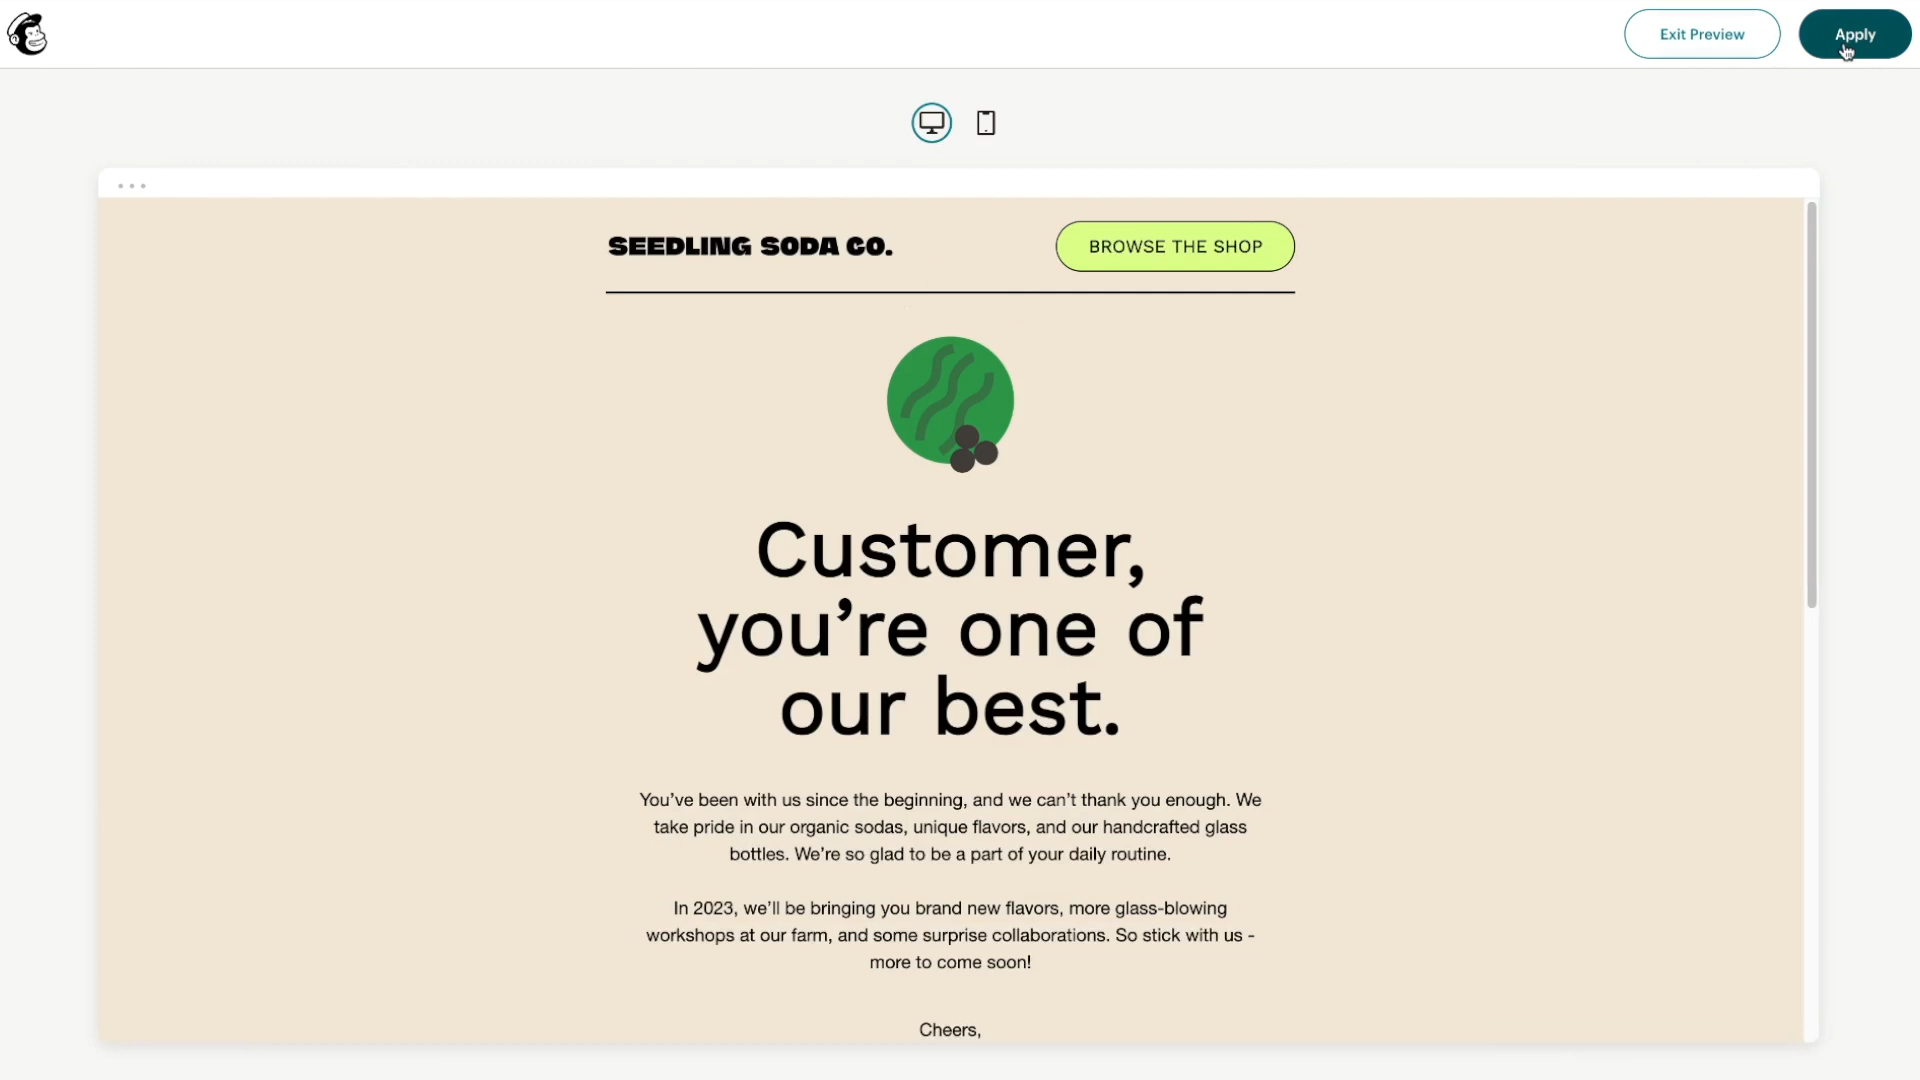 Exit Preview
Apply
SEEDLING SODA CO.
BROWSE THE SHOP
Customer,
you’re one of
our best.
You’ve been with us since the beginning, and we can’t thank you enough. We
take pride in our organic sodas, unique flavors, and our handcrafted glass
bottles. We’re so glad to be a part of your daily routine.
In 2023, we’ll be bringing you brand new flavors, more glass-blowing
workshops at our farm, and some surprise collaborations. So stick with us -
more to come soon!
Cheers,